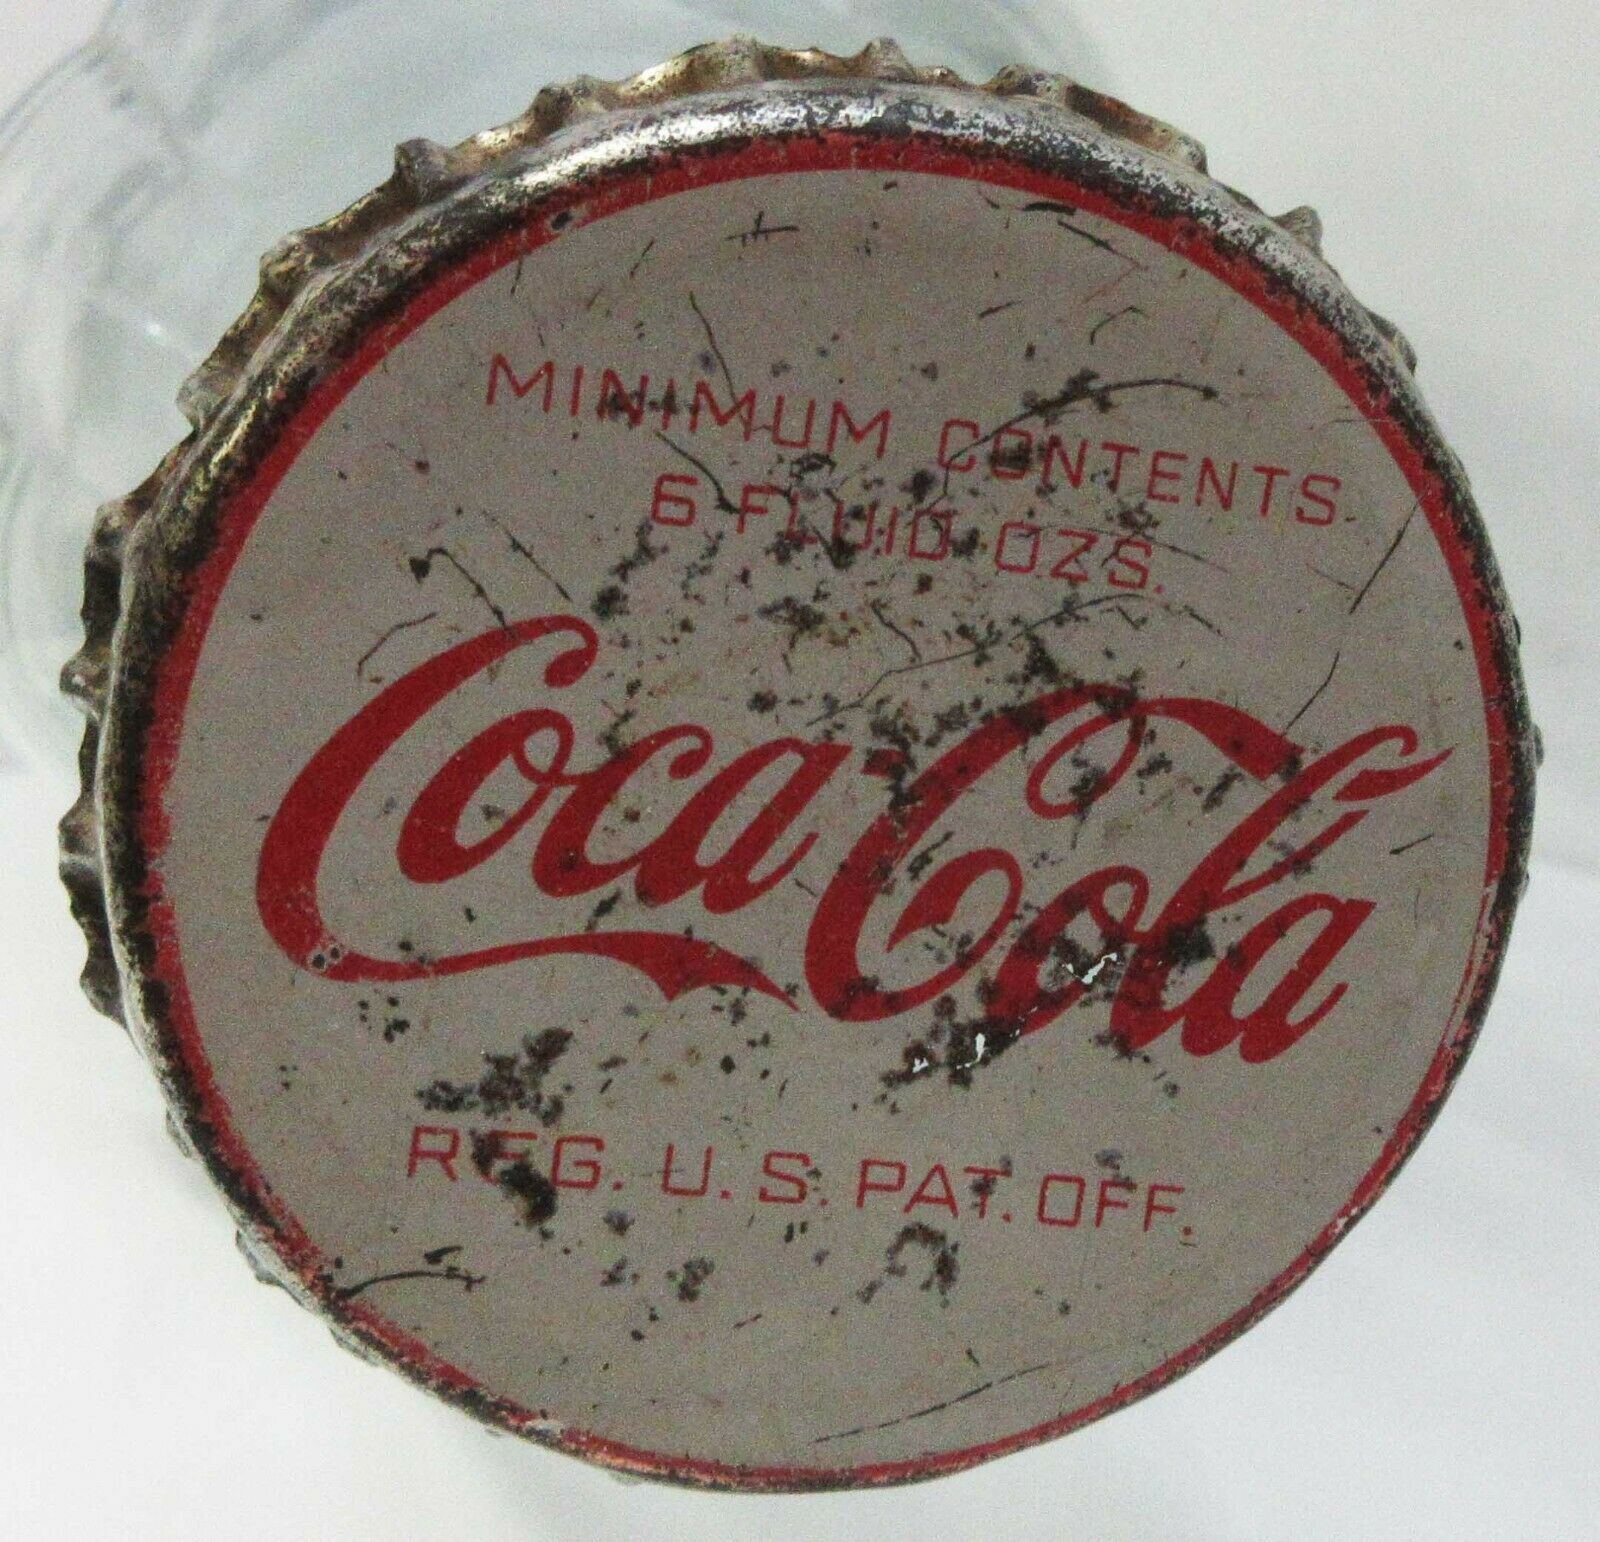 MINIMUM CONTENTS
6 FLUID OZS.
Coca-Cola
REG. U.S. PAT. OFF.